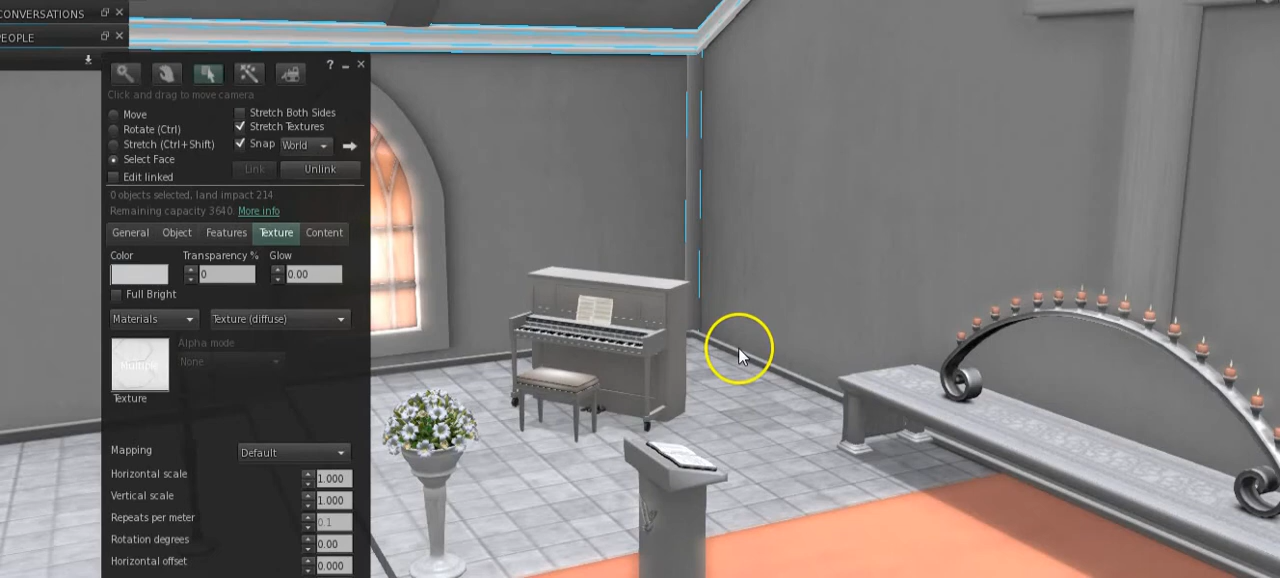 CONVERSATIONS
PEOPLE
?
Click and drag to move camera
Move
Rotate (Ctrl)
Stretch (Ctrl+Shift)
Select Face
Edit linked
Stretch Both Sides
Stretch Textures
Snap World
Link Unlink
0 objects selected, land impact 214
Remaining capacity 3640. More info
General Object Features Texture Content
Color Transparency % Glow
0 0.00
Full Bright
Materials Texture (diffuse)
Alpha mode
None
Multiple
Texture
Mapping Default
Horizontal scale 1.000
Vertical scale 1.000
Repeats per meter 0.1
Rotation degrees 0.00
Horizontal offset 0.000